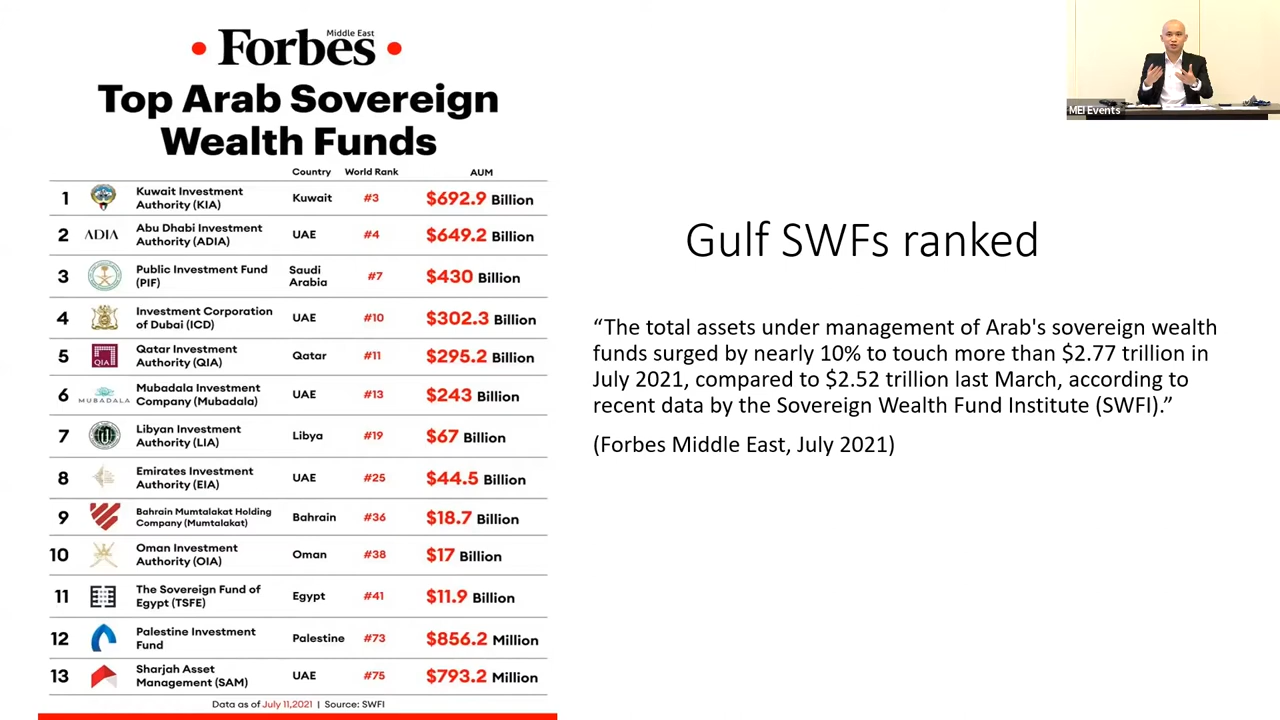 Middle East
Forbes
Top Arab Sovereign
Wealth Funds
Country World Rank AUM
1 Kuwait Investment
Authority (KIA) Kuwait #3 $692.9 Billion
2 ADIA Abu Dhabi Investment
Authority (ADIA) UAE #4 $649.2 Billion
3 Public Investment Fund
(PIF) Saudi
Arabia #7 $430 Billion
4 Investment Corporation
of Dubai (ICD) UAE #10 $302.3 Billion
5 QIA Qatar Investment
Authority (QIA) Qatar #11 $295.2 Billion
6 MUBADALA Mubadala Investment
Company (Mubadala) UAE #13 $243 Billion
7 Libyan Investment
Authority (LIA) Libya #19 $67 Billion
8 Emirates Investment
Authority (EIA) UAE #25 $44.5 Billion
9 Bahrain Mumtalakat Holding
Company (Mumtalakat) Bahrain #36 $18.7 Billion
10 Oman Investment
Authority (OIA) Oman #38 $17 Billion
11 The Sovereign Fund of
Egypt (TSFE) Egypt #41 $11.9 Billion
12 Palestine Investment
Fund Palestine #73 $856.2 Million
13 Sharjah Asset
Management (SAM) UAE #75 $793.2 Million
Data as of July 11,2021 | Source: SWFI
MEI Events
Gulf SWFs ranked
“The total assets under management of Arab's sovereign wealth
funds surged by nearly 10% to touch more than $2.77 trillion in
July 2021, compared to $2.52 trillion last March, according to
recent data by the Sovereign Wealth Fund Institute (SWFI).”
(Forbes Middle East, July 2021)